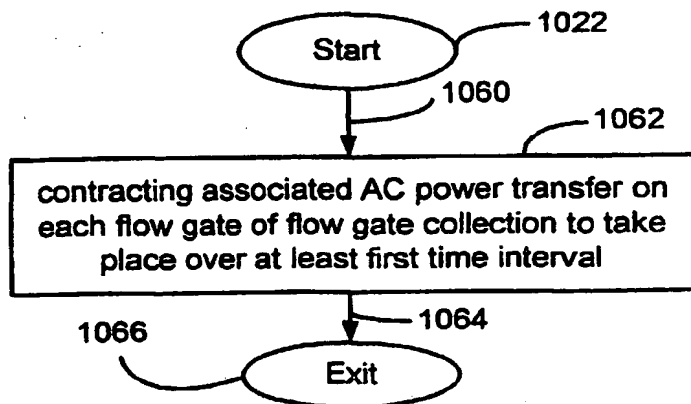 Start
1022
1060
1062
contracting associated AC power transfer on
each flow gate of flow gate collection to take
place over at least first time interval
1064
1066
Exit